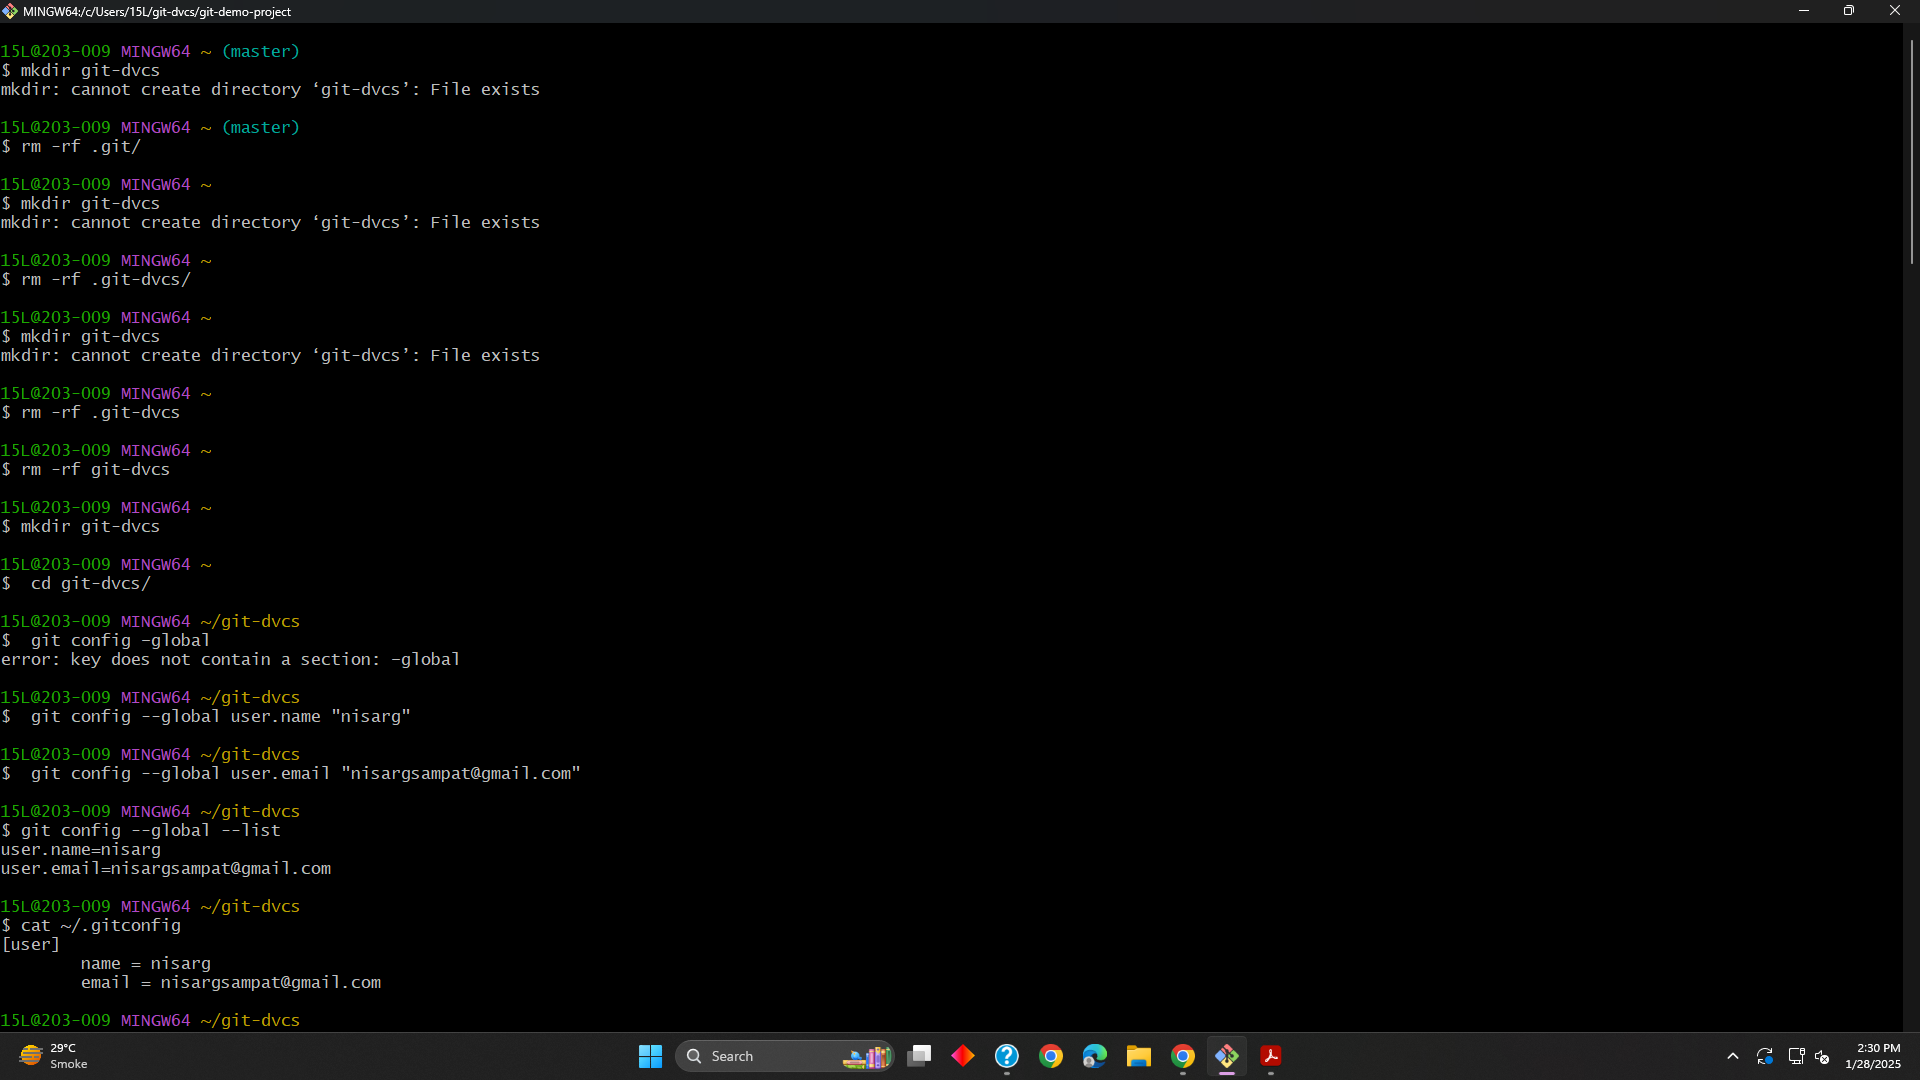 MINGW64:/c/Users/15L/git-dvcs/git-demo-project
15L@203-009 MINGW64 ~ (master)
$ mkdir git-dvcs
mkdir: cannot create directory ‘git-dvcs’: File exists
15L@203-009 MINGW64 ~ (master)
$ rm -rf .git/
15L@203-009 MINGW64 ~
$ mkdir git-dvcs
mkdir: cannot create directory ‘git-dvcs’: File exists
15L@203-009 MINGW64 ~
$ rm -rf .git-dvcs/
15L@203-009 MINGW64 ~
$ mkdir git-dvcs
mkdir: cannot create directory ‘git-dvcs’: File exists
15L@203-009 MINGW64 ~
$ rm -rf .git-dvcs
15L@203-009 MINGW64 ~
$ rm -rf git-dvcs
15L@203-009 MINGW64 ~
$ mkdir git-dvcs
15L@203-009 MINGW64 ~
$  cd git-dvcs/
15L@203-009 MINGW64 ~/git-dvcs
$  git config –global
error: key does not contain a section: –global
15L@203-009 MINGW64 ~/git-dvcs
$  git config --global user.name "nisarg"
15L@203-009 MINGW64 ~/git-dvcs
$  git config --global user.email "nisargsampat@gmail.com"
15L@203-009 MINGW64 ~/git-dvcs
$ git config --global --list
user.name=nisarg
user.email=nisargsampat@gmail.com
15L@203-009 MINGW64 ~/git-dvcs
$ cat ~/.gitconfig
[user]
        name = nisarg
        email = nisargsampat@gmail.com
15L@203-009 MINGW64 ~/git-dvcs
29°C
Smoke
Search
2:30 PM
1/28/2025